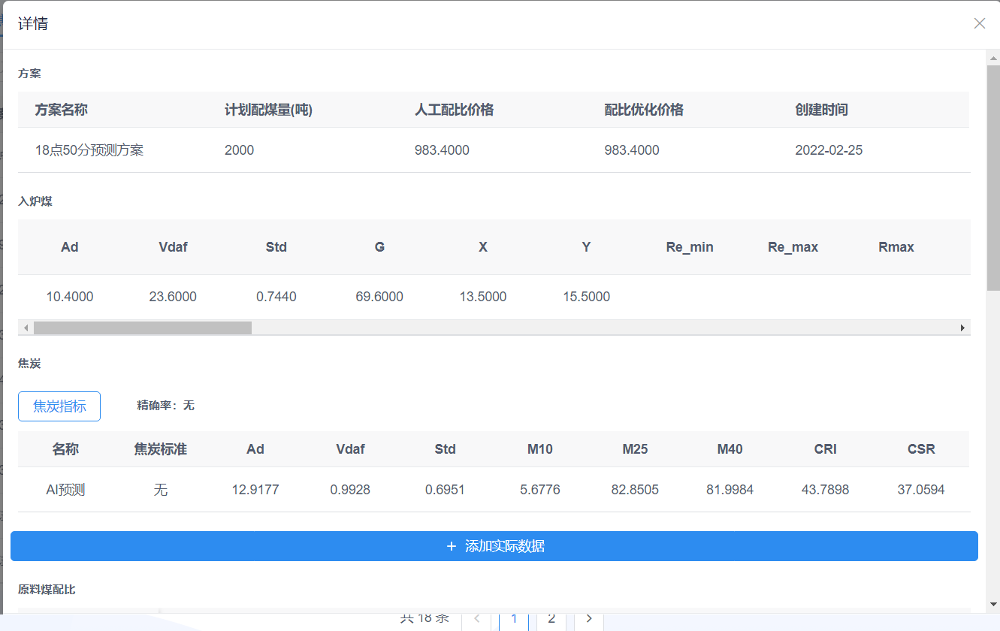 详情
方案
方案名称 计划配煤量(吨) 人工配比价格 配比优化价格 创建时间
18点50分预测方案 2000 983.4000 983.4000 2022-02-25
入炉煤
Ad Vdaf Std G X Y Re_min Re_max Rmax
10.4000 23.6000 0.7440 69.6000 13.5000 15.5000
焦炭
焦炭指标 精确率：无
名称 焦炭标准 Ad Vdaf Std M10 M25 M40 CRI CSR
AI预测 无 12.9177 0.9928 0.6951 5.6776 82.8505 81.9984 43.7898 37.0594
+ 添加实际数据
原料煤配比
共 18 条 < 1 2 >